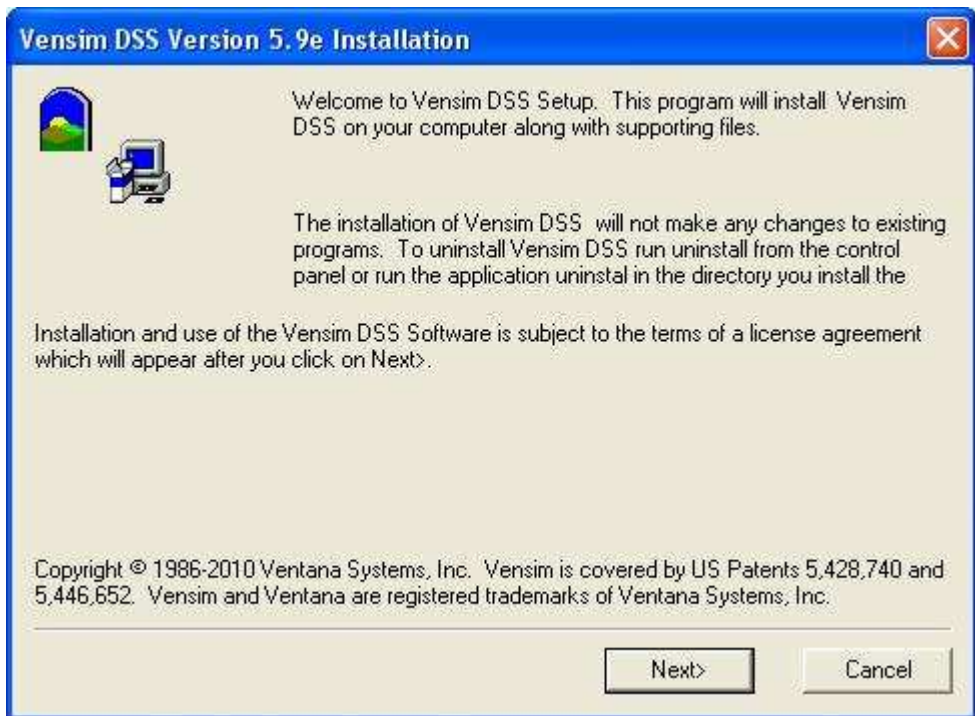 Vensim DSS Version 5.9e Installation
Welcome to Vensim DSS Setup. This program will install Vensim
DSS on your computer along with supporting files.
The installation of Vensim DSS will not make any changes to existing
programs. To uninstall Vensim DSS run uninstall from the control
panel or run the application uninstal in the directory you install the
Installation and use of the Vensim DSS Software is subject to the terms of a license agreement
which will appear after you click on Next>.
Copyright © 1986-2010 Ventana Systems, Inc. Vensim is covered by US Patents 5,428,740 and
5,446,652. Vensim and Ventana are registered trademarks of Ventana Systems, Inc.
Next> Cancel